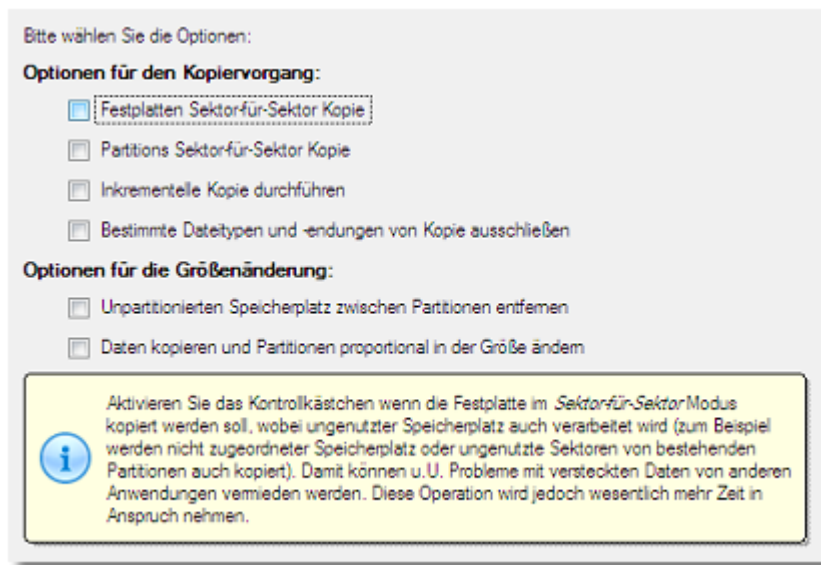 Bitte wählen Sie die Optionen:
Optionen für den Kopiervorgang:
Festplatten Sektor-für-Sektor Kopie
Partitions Sektor-für-Sektor Kopie
Inkrementelle Kopie durchführen
Bestimmte Dateitypen und -endungen von Kopie ausschließen
Optionen für die Größenänderung:
Unpartitionierten Speicherplatz zwischen Partitionen entfernen
Daten kopieren und Partitionen proportional in der Größe ändern
Aktivieren Sie das Kontrollkästchen wenn die Festplatte im Sektor-für-Sektor Modus
kopiert werden soll, wobei ungenutzter Speicherplatz auch verarbeitet wird (zum Beispiel
werden nicht zugeordneter Speicherplatz oder ungenutzte Sektoren von bestehenden
Partitionen auch kopiert). Damit können u.U. Probleme mit versteckten Daten von anderen
Anwendungen vermieden werden. Diese Operation wird jedoch wesentlich mehr Zeit in
Anspruch nehmen.